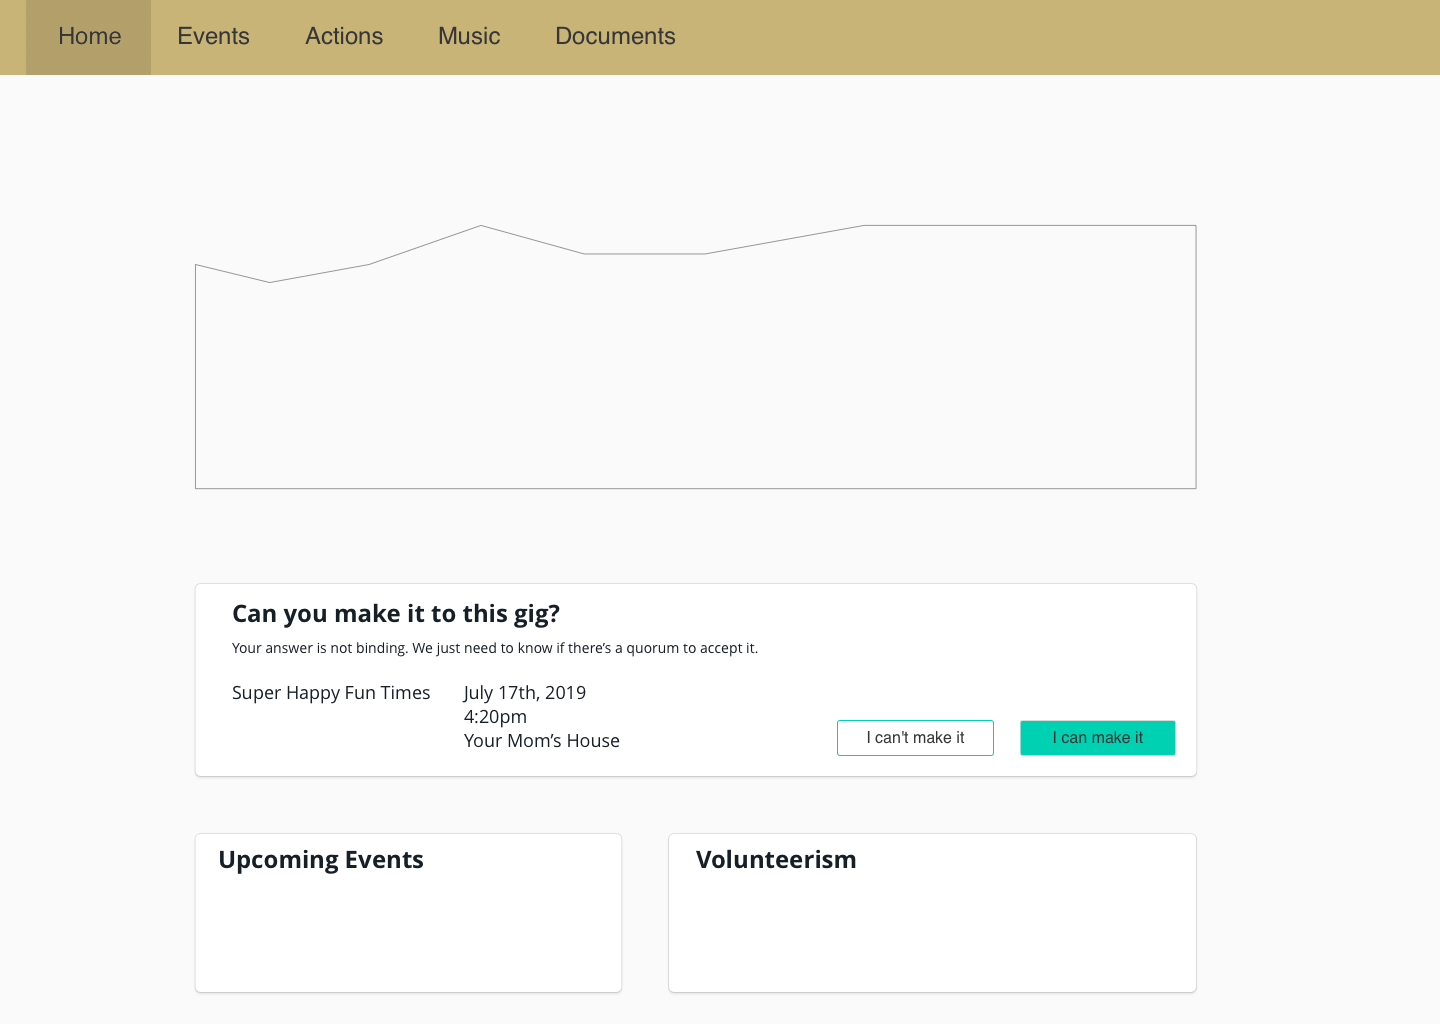 Home Events Actions Music Documents
Can you make it to this gig?
Your answer is not binding. We just need to know if there’s a quorum to accept it.
Super Happy Fun Times July 17th, 2019
4:20pm
Your Mom’s House
I can't make it I can make it
Upcoming Events Volunteerism